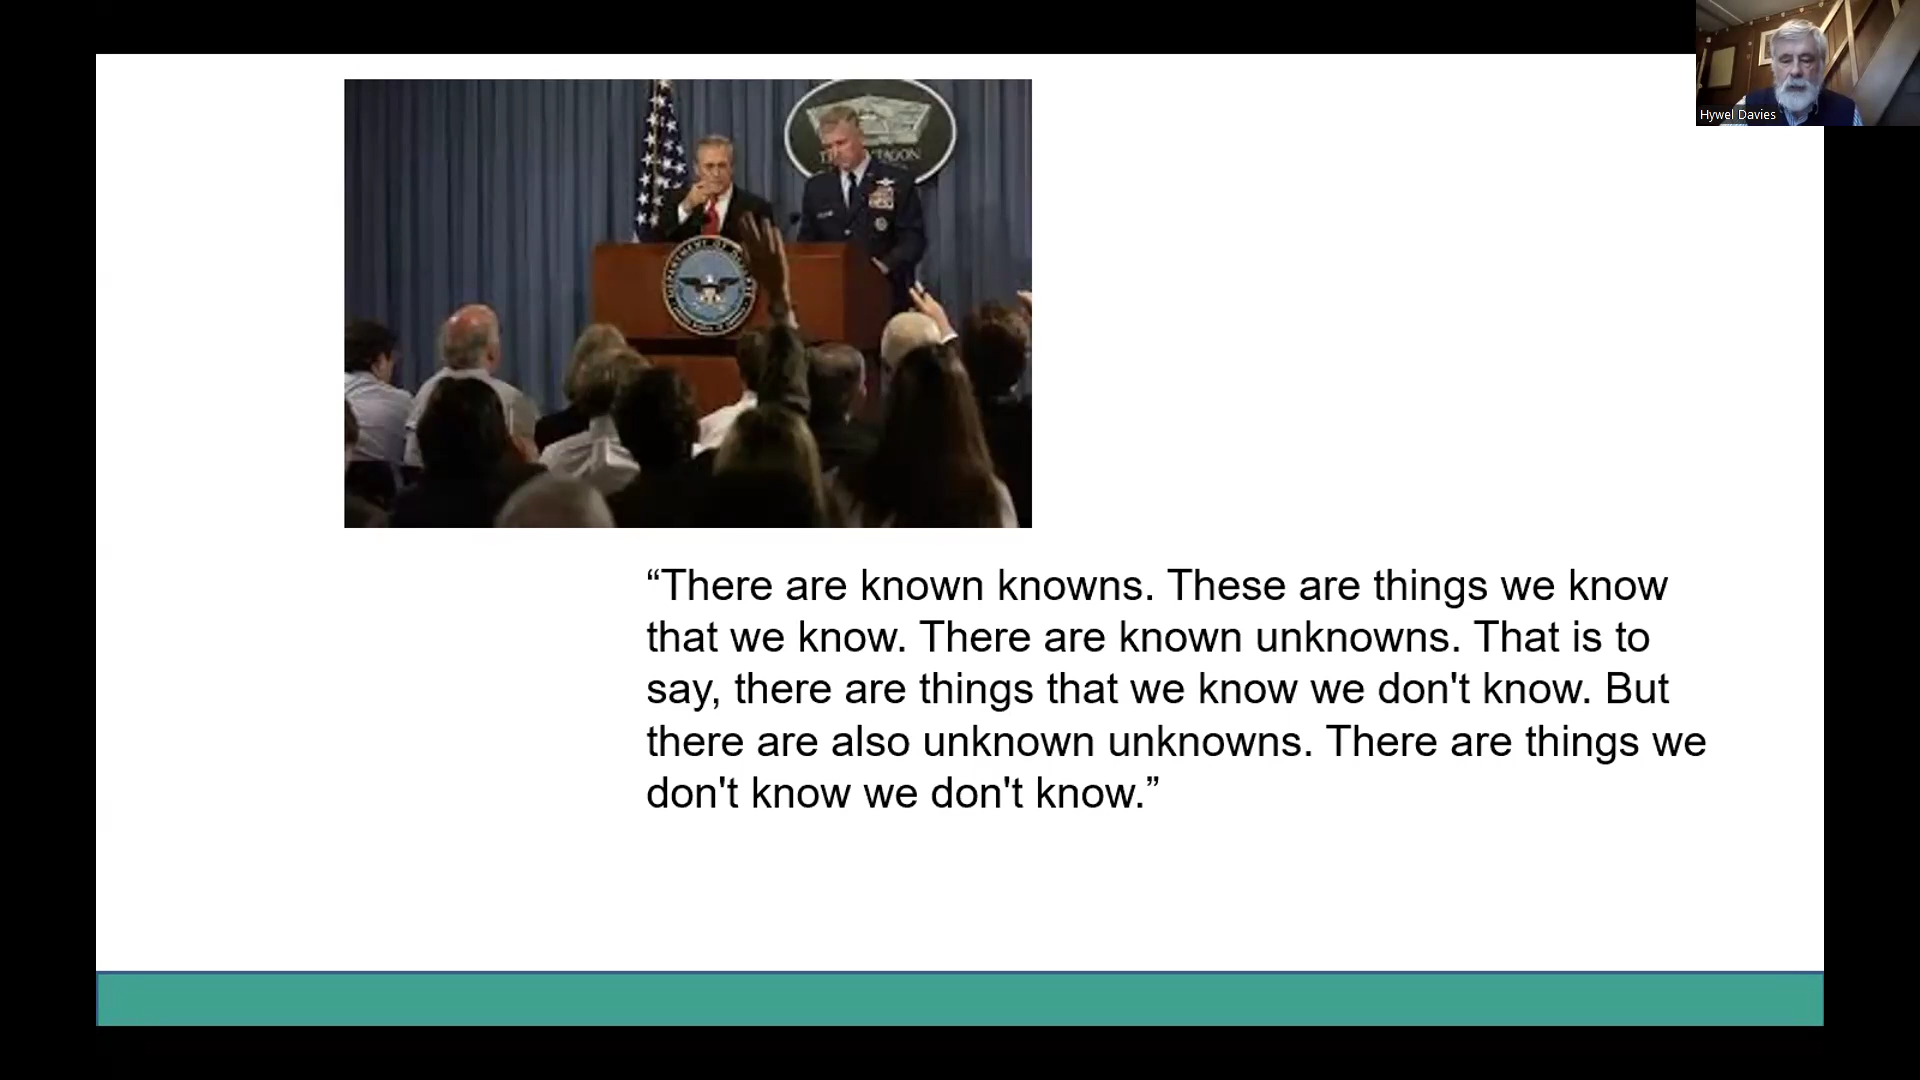 Hywel Davies
THE PENTAGON
“There are known knowns. These are things we know
that we know. There are known unknowns. That is to
say, there are things that we know we don't know. But
there are also unknown unknowns. There are things we
don't know we don't know.”